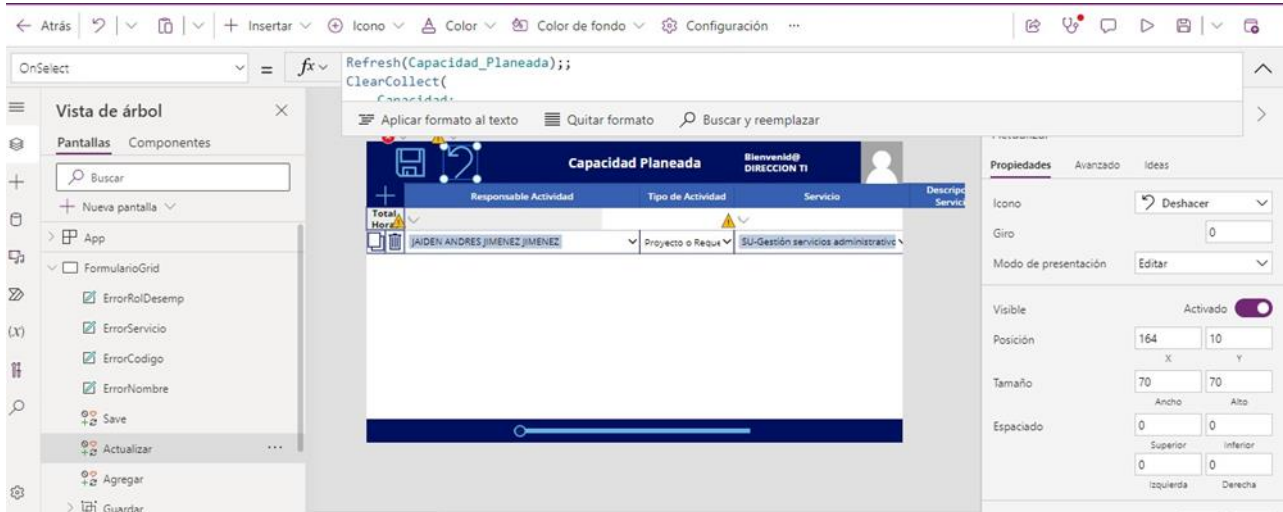 Atrás
Insertar
Icono
Color
Color de fondo
Configuración
...
OnSelect
=
fx
Refresh(Capacidad_Planeada);;
ClearCollect(
Capacidad;
Aplicar formato al texto
Quitar formato
Buscar y reemplazar
Vista de árbol
Pantallas
Componentes
Buscar
Nueva pantalla
App
FormularioGrid
ErrorRolDesemp
ErrorServicio
ErrorCodigo
ErrorNombre
Save
Actualizar
...
Agregar
Guardar
Capacidad Planeada
Bienvenid@
DIRECCION TI
Responsable Actividad
Tipo de Actividad
Servicio
Descripc
Servici
Total
Hora
JAIDEN ANDRES JIMENEZ JIMENEZ
Proyecto o Reque
SU-Gestión servicios administrativo
Actualizar
Propiedades
Avanzado
Ideas
Icono
Deshacer
Giro
0
Modo de presentación
Editar
Visible
Activado
Posición
164
10
X
Y
Tamaño
70
70
Ancho
Alto
Espaciado
0
0
Superior
Inferior
0
0
Izquierda
Derecha